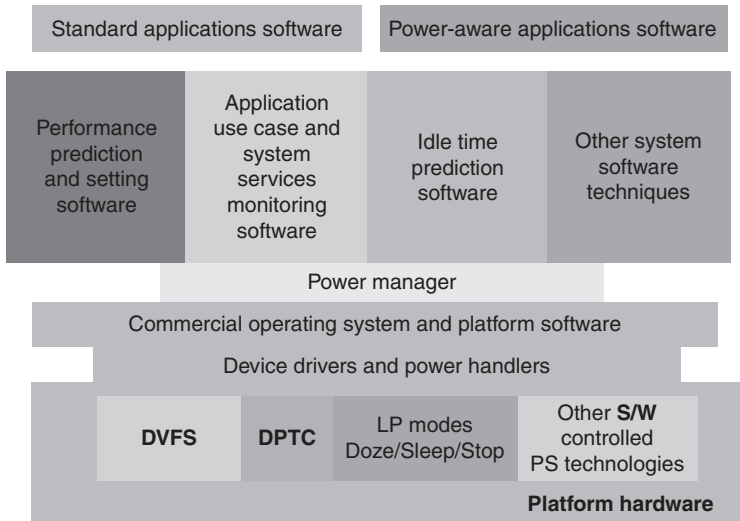 Standard applications software
Power-aware applications software
Performance
prediction
and setting
software
Application
use case and
system
services
monitoring
software
Idle time
prediction
software
Other system
software
techniques
Power manager
Commercial operating system and platform software
Device drivers and power handlers
DVFS
DPTC
LP modes
Doze/Sleep/Stop
Other S/W
controlled
PS technologies
Platform hardware